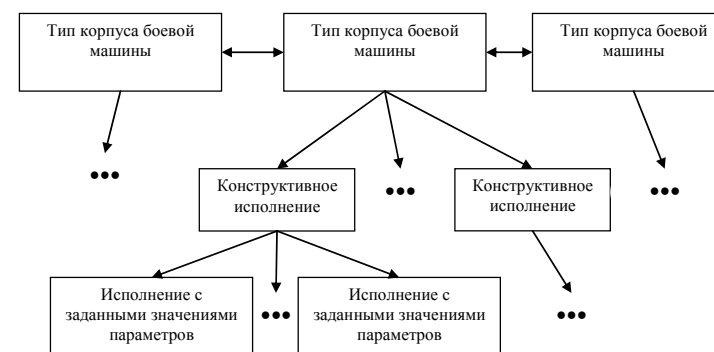 Тип корпуса боевой
машины
Тип корпуса боевой
машины
Тип корпуса боевой
машины
Конструктивное
исполнение
Конструктивное
исполнение
Исполнение с
заданными значениями
параметров
Исполнение с
заданными значениями
параметров